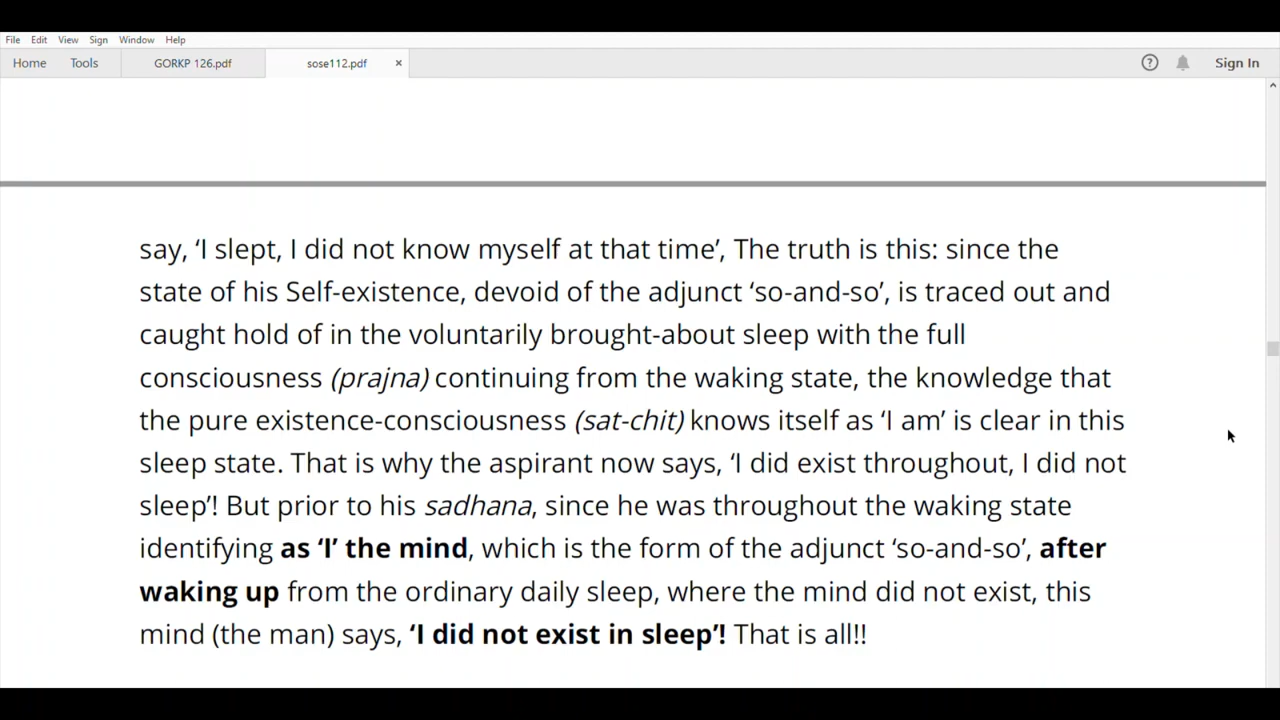 File Edit View Sign Window Help
Home Tools GORKP 126.pdf sose112.pdf × ? Sign In
say, ‘I slept, I did not know myself at that time’, The truth is this: since the
state of his Self-existence, devoid of the adjunct ‘so-and-so’, is traced out and
caught hold of in the voluntarily brought-about sleep with the full
consciousness (prajna) continuing from the waking state, the knowledge that
the pure existence-consciousness (sat-chit) knows itself as ‘I am’ is clear in this
sleep state. That is why the aspirant now says, ‘I did exist throughout, I did not
sleep’! But prior to his sadhana, since he was throughout the waking state
identifying as ‘I’ the mind, which is the form of the adjunct ‘so-and-so’, after
waking up from the ordinary daily sleep, where the mind did not exist, this
mind (the man) says, ‘I did not exist in sleep’! That is all!!